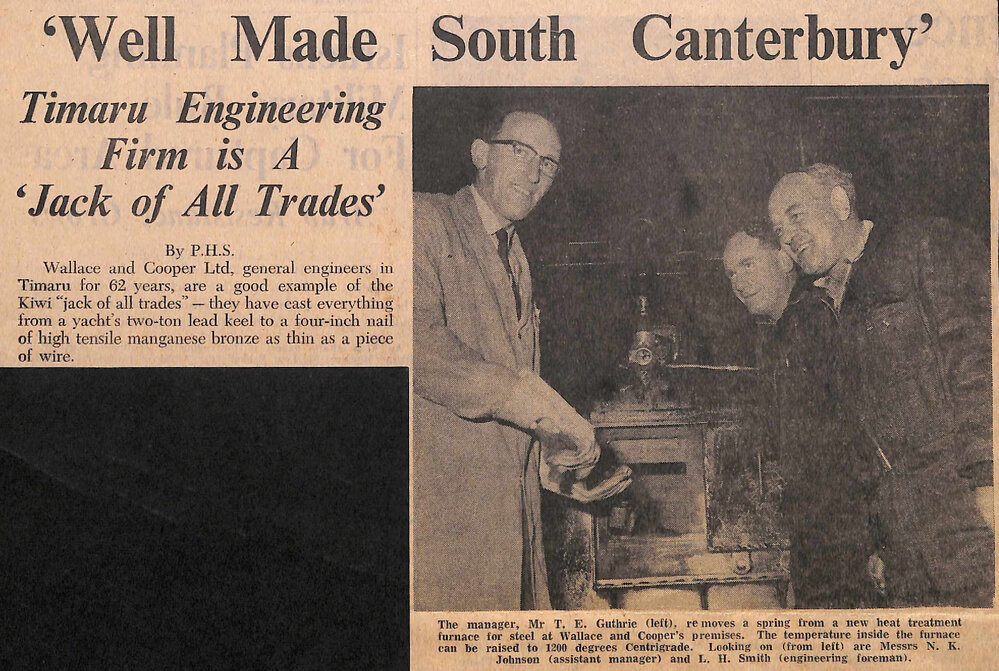 ‘Well Made South Canterbury’
Timaru Engineering
Firm is A
‘Jack of All Trades’
By P.H.S.
Wallace and Cooper Ltd, general engineers in
Timaru for 62 years, are a good example of the
Kiwi “jack of all trades” — they have cast everything
from a yacht’s two-ton lead keel to a four-inch nail
of high tensile manganese bronze as thin as a piece
of wire.
The manager, Mr T. E. Guthrie (left), removes a spring from a new heat treatment
furnace for steel at Wallace and Cooper’s premises. The temperature inside the furnace
can be raised to 1200 degrees Centrigrade. Looking on (from left) are Messrs N. K.
Johnson (assistant manager) and L. H. Smith (engineering foreman).